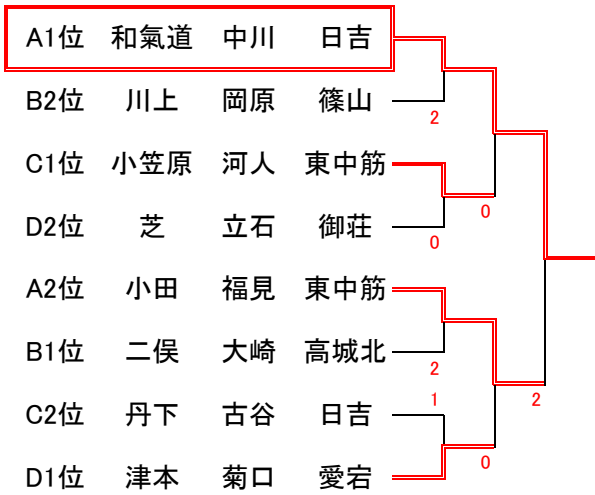 A1位 和氣道 中川 日吉
B2位 川上 岡原 篠山
2
C1位 小笠原 河人 東中筋
0
D2位 芝 立石 御荘
0
A2位 小田 福見 東中筋
B1位 二俣 大崎 高城北
2
2
1
C2位 丹下 古谷 日吉
0
D1位 津本 菊口 愛宕